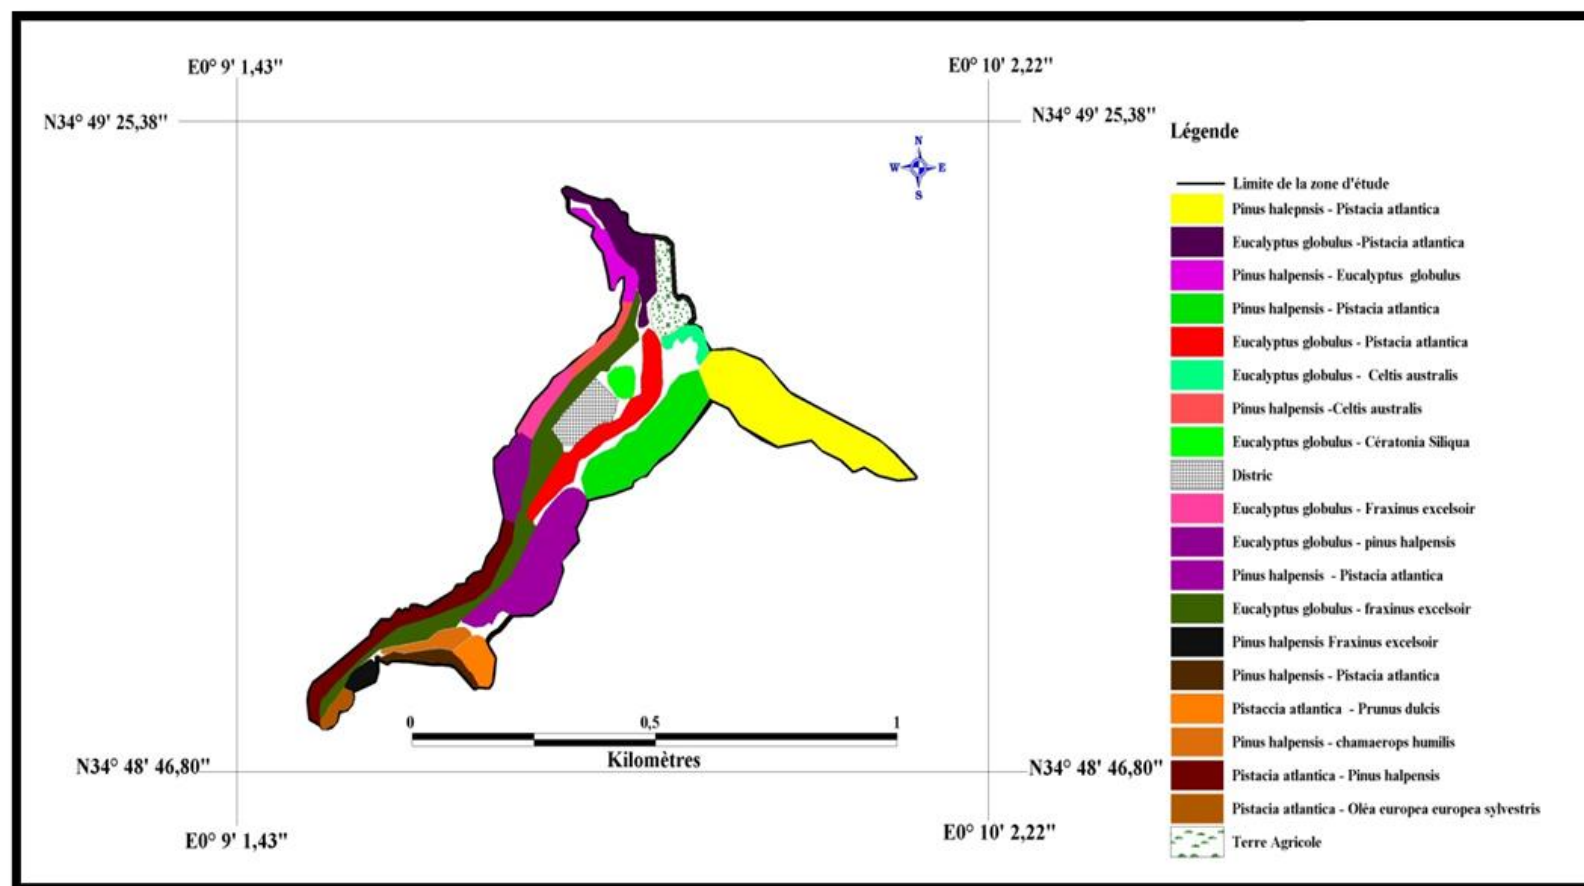 E0° 9' 1,43"
E0° 10' 2,22"
N34° 49' 25,38"
N34° 49' 25,38"
Légende
N
W
E
S
Limite de la zone d'étude
Pinus halepnsis - Pistacia atlantica
Eucalyptus globulus -Pistacia atlantica
Pinus halpensis - Eucalyptus globulus
Pinus halpensis - Pistacia atlantica
Eucalyptus globulus - Pistacia atlantica
Eucalyptus globulus - Celtis australis
Pinus halpensis -Celtis australis
Eucalyptus globulus - Cératonia Siliqua
Distric
Eucalyptus globulus - Fraxinus excelsoir
Eucalyptus globulus - pinus halpensis
Pinus halpensis - Pistacia atlantica
Eucalyptus globulus - fraxinus excelsoir
Pinus halpensis Fraxinus excelsoir
Pinus halpensis - Pistacia atlantica
Pistaccia atlantica - Prunus dulcis
Pinus halpensis - chamaerops humilis
Pistacia atlantica - Pinus halpensis
Pistacia atlantica - Oléa europea europea sylvestris
Terre Agricole
0
0,5
1
Kilomètres
N34° 48' 46,80"
N34° 48' 46,80"
E0° 9' 1,43"
E0° 10' 2,22"